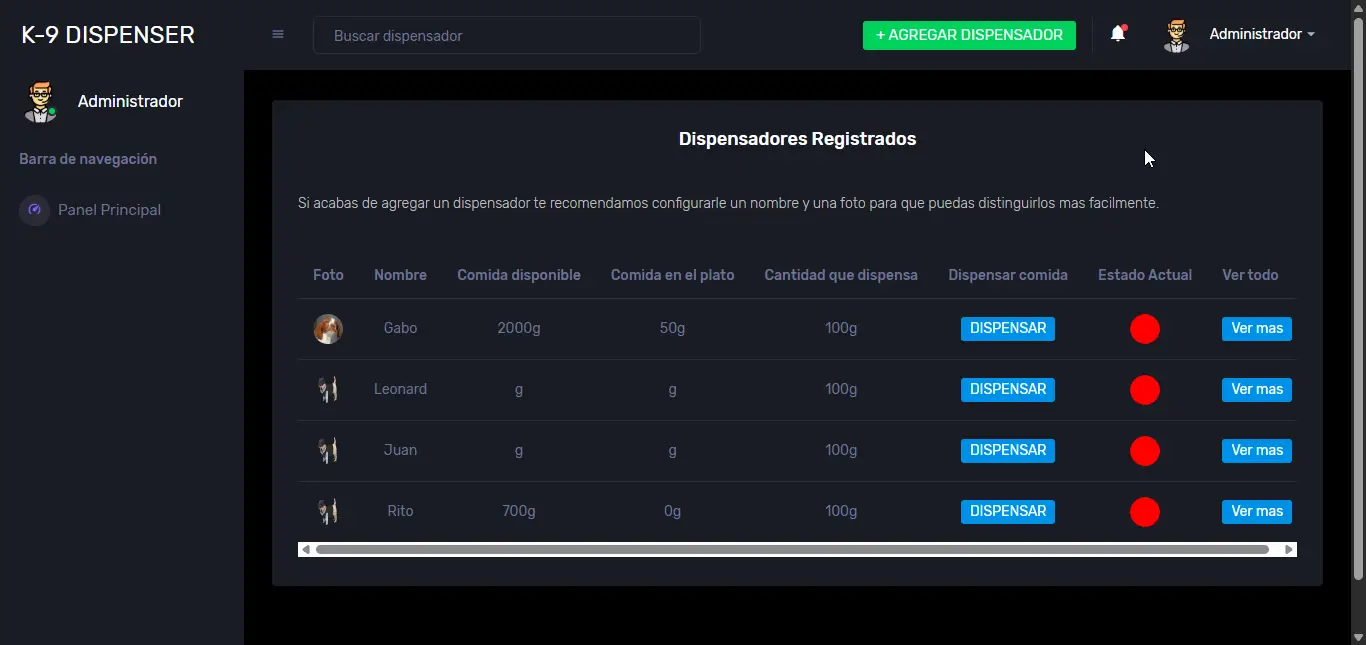 K-9 DISPENSER
Buscar dispensador
+ AGREGAR DISPENSADOR
Administrador
Administrador
Barra de navegación
Panel Principal
Dispensadores Registrados
Si acabas de agregar un dispensador te recomendamos configurarle un nombre y una foto para que puedas distinguirlos mas facilmente.
Foto Nombre Comida disponible Comida en el plato Cantidad que dispensa Dispensar comida Estado Actual Ver todo
Gabo 2000g 50g 100g DISPENSAR Ver mas
Leonard g g 100g DISPENSAR Ver mas
Juan g g 100g DISPENSAR Ver mas
Rito 700g 0g 100g DISPENSAR Ver mas